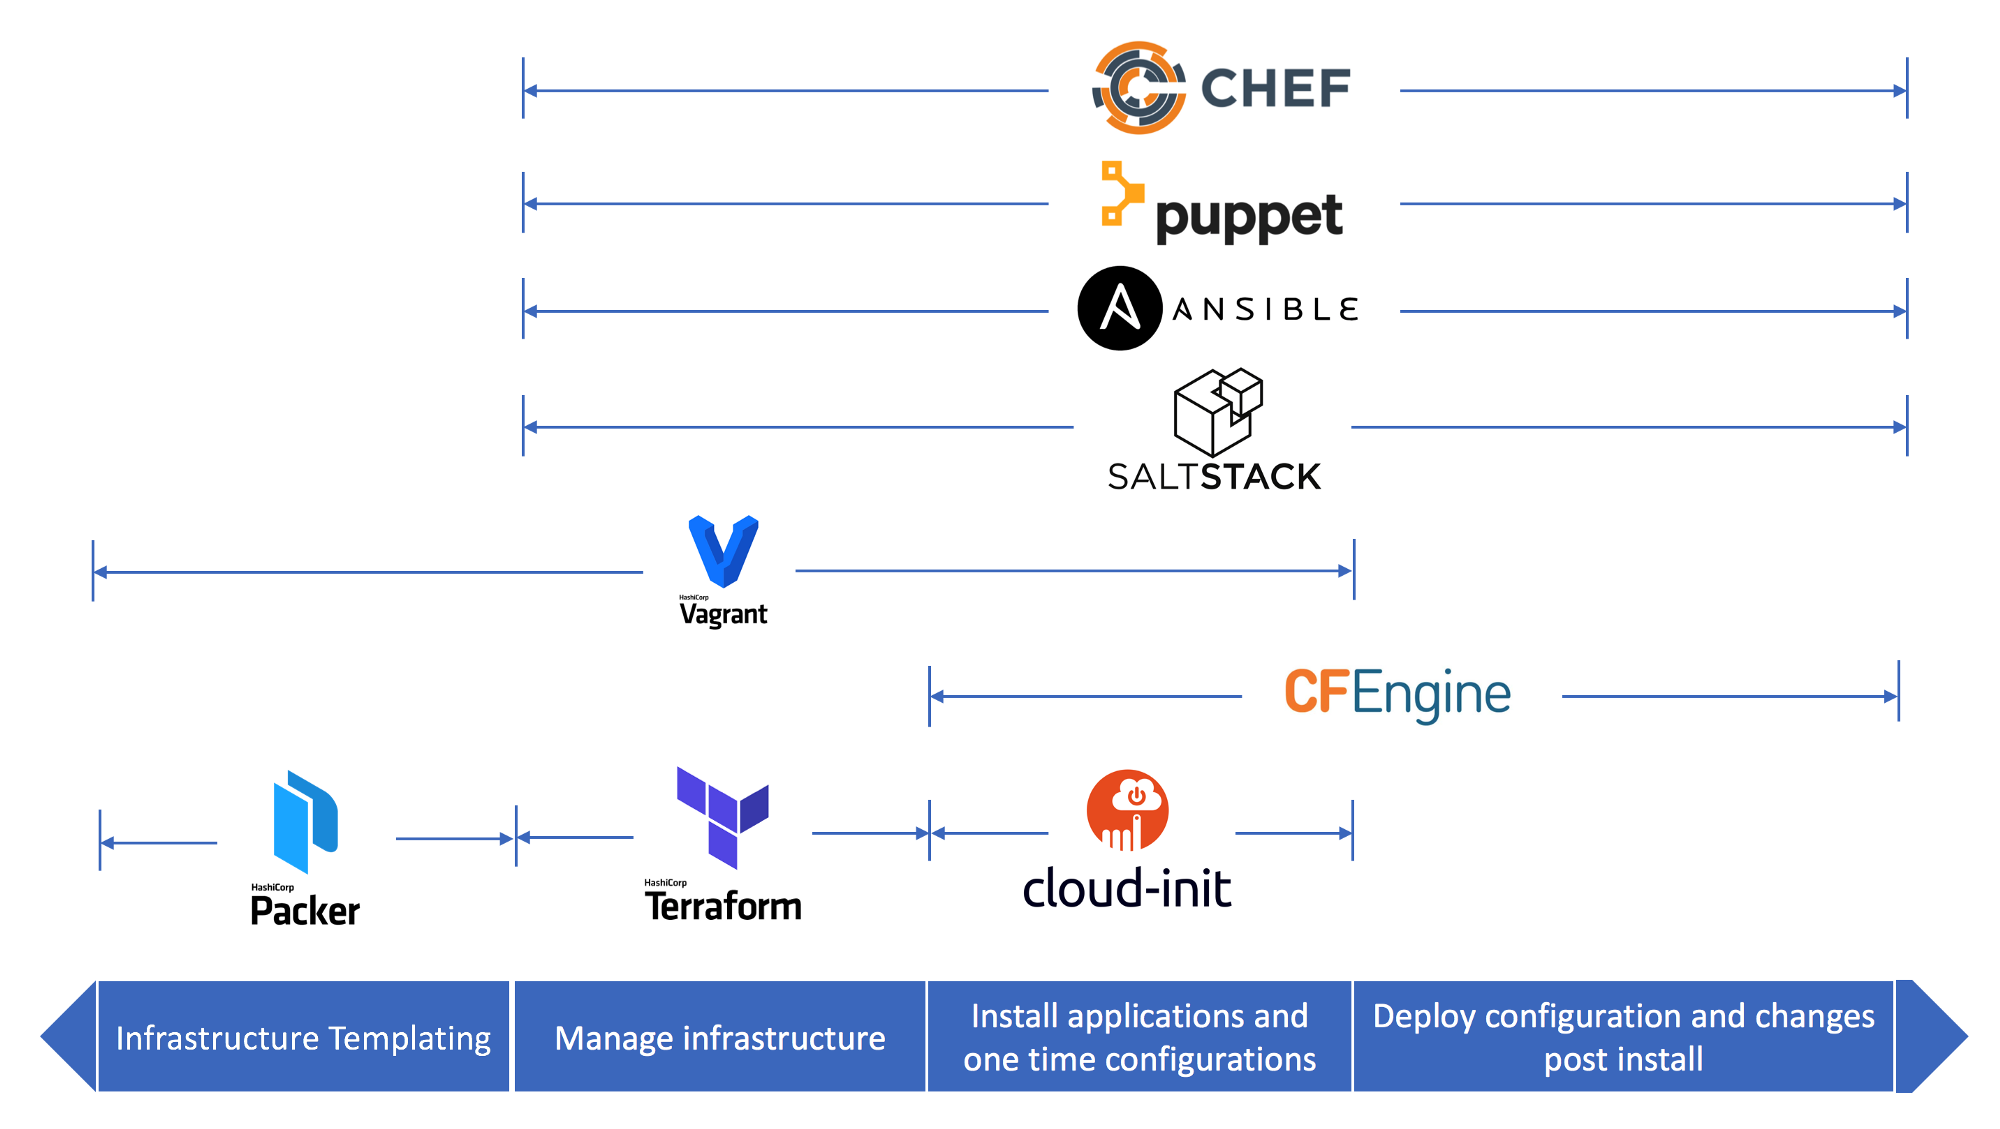 CHEF
puppet
ANSIBLE
SALTSTACK
HashiCorp
Vagrant
CFEngine
HashiCorp
Packer
HashiCorp
Terraform
cloud-init
Infrastructure Templating
Manage infrastructure
Install applications and
one time configurations
Deploy configuration and changes
post install